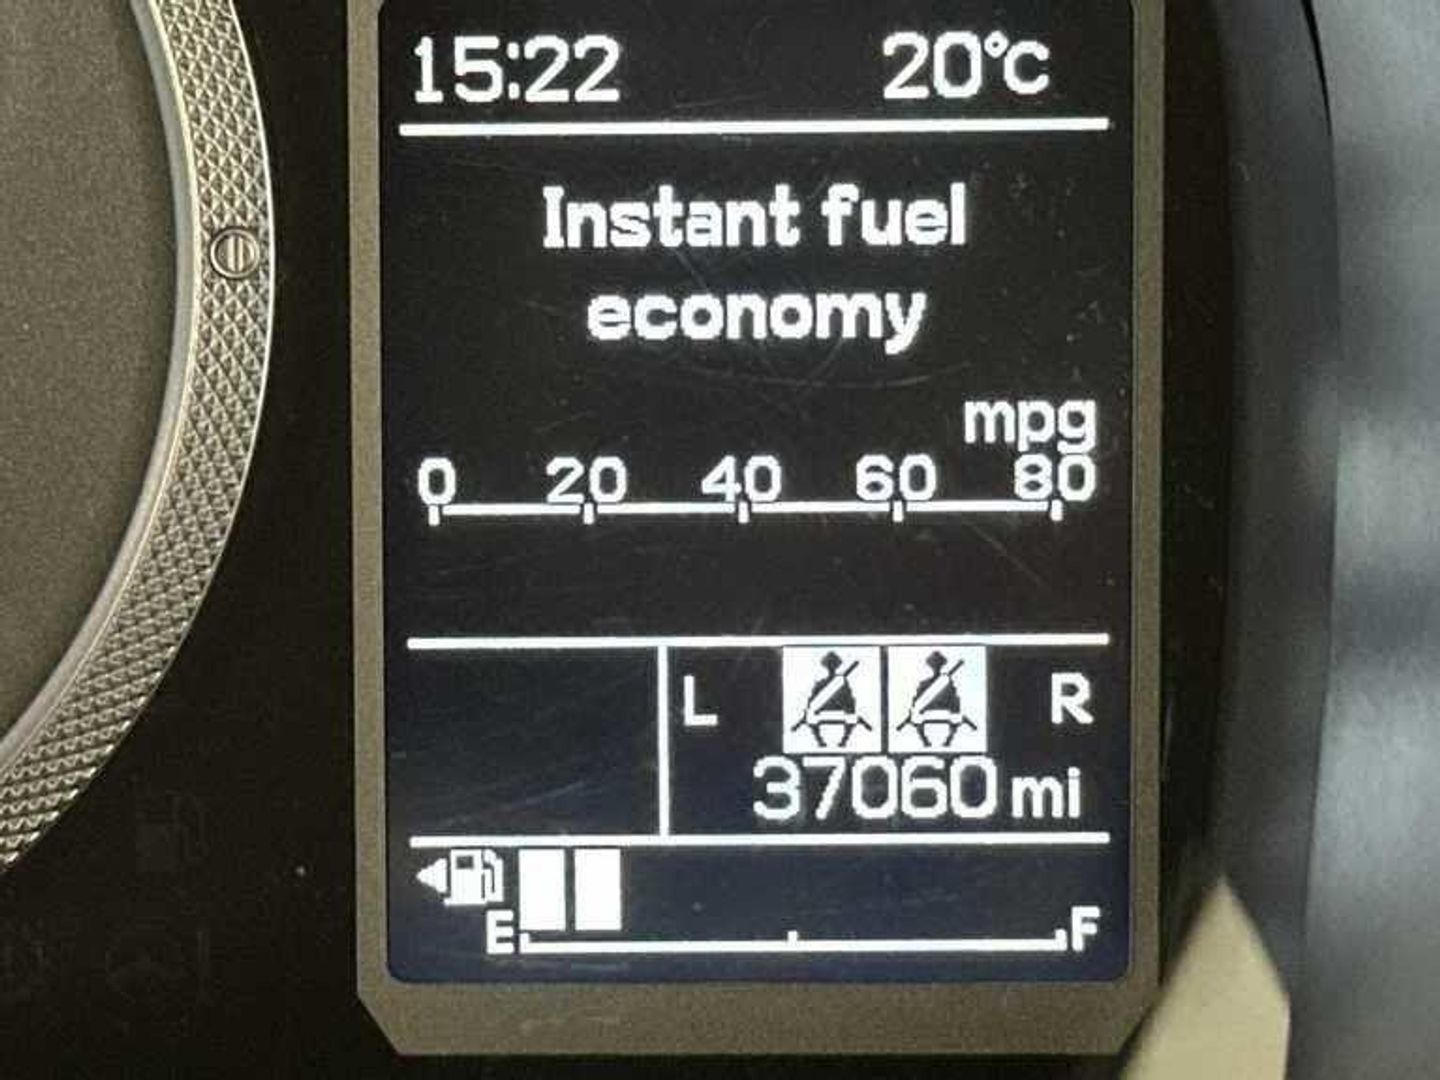 15:22 20°C
Instant fuel
economy
mpg
0 20 40 60 80
L R
37060 mi
E F